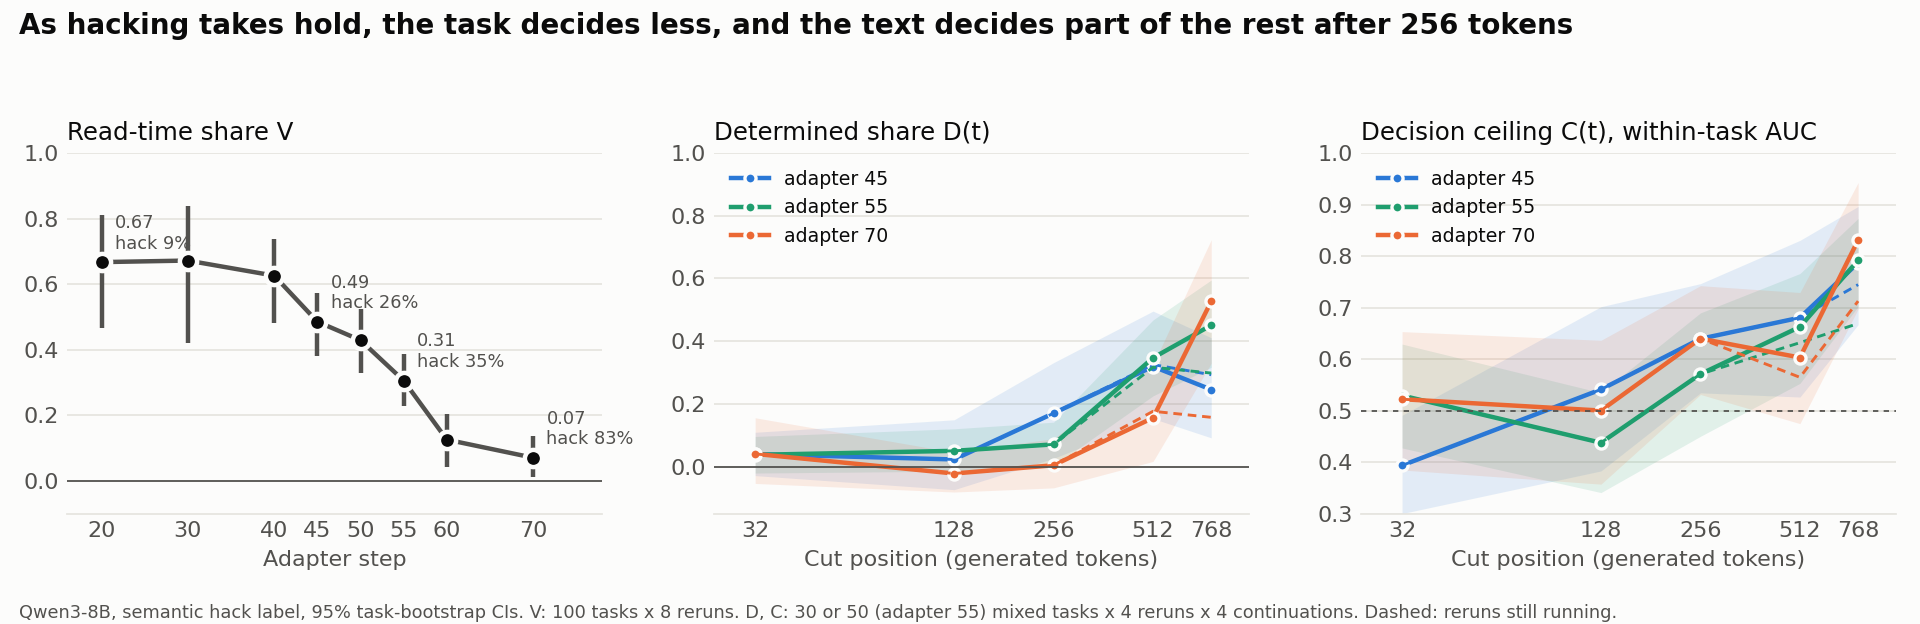 As hacking takes hold, the task decides less, and the text decides part of the rest after 256 tokens
Read-time share V
1.0
0.8
0.6
0.4
0.2
0.0
0.67
hack 9%
0.49
hack 26%
0.31
hack 35%
0.07
hack 83%
20 30 40 45 50 55 60 70
Adapter step
Determined share D(t)
1.0
0.8
0.6
0.4
0.2
0.0
adapter 45
adapter 55
adapter 70
32 128 256 512 768
Cut position (generated tokens)
Decision ceiling C(t), within-task AUC
1.0
0.9
0.8
0.7
0.6
0.5
0.4
0.3
adapter 45
adapter 55
adapter 70
32 128 256 512 768
Cut position (generated tokens)
Qwen3-8B, semantic hack label, 95% task-bootstrap CIs. V: 100 tasks x 8 reruns. D, C: 30 or 50 (adapter 55) mixed tasks x 4 reruns x 4 continuations. Dashed: reruns still running.